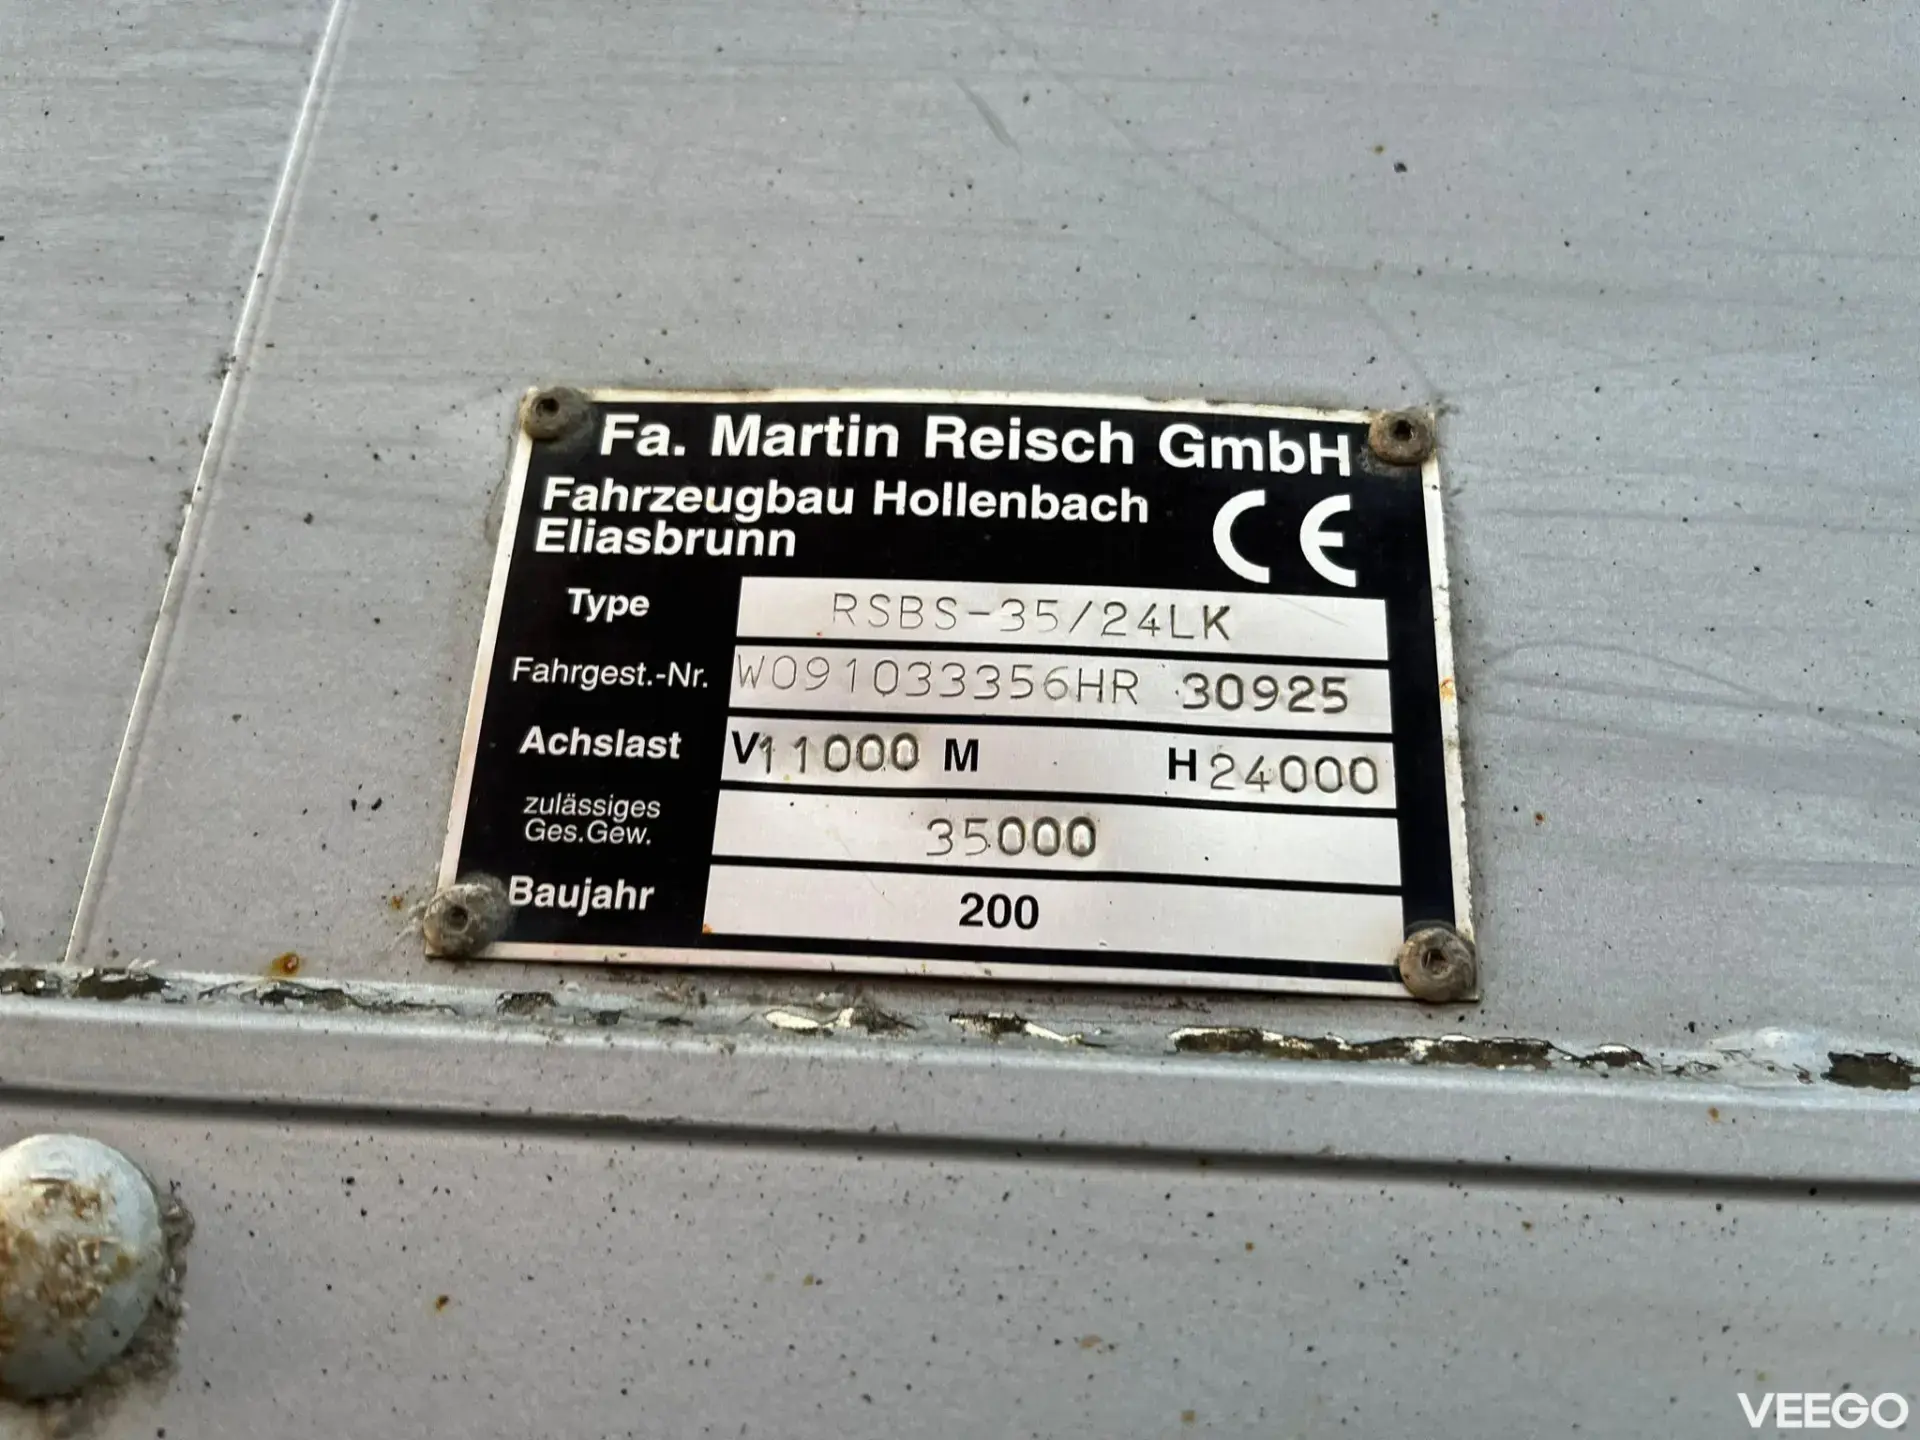 Fa. Martin Reisch GmbH
Fahrzeugbau Hollenbach
Eliasbrunn
CE
Type RSBS-35/24LK
Fahrgest.-Nr. W091033356HR 30925
Achslast V11000 M H24000
zulässiges
Ges.Gew. 35000
Baujahr 200
VEEGO